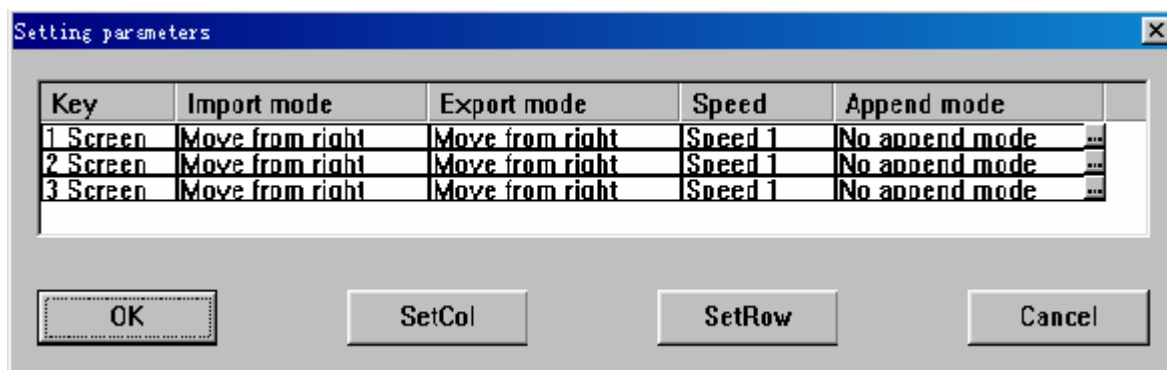 Setting parameters
Key Import mode Export mode Speed Append mode
1 Screen Move from right Move from right Speed 1 No append mode ...
2 Screen Move from right Move from right Speed 1 No append mode ...
3 Screen Move from right Move from right Speed 1 No append mode ...
OK SetCol SetRow Cancel